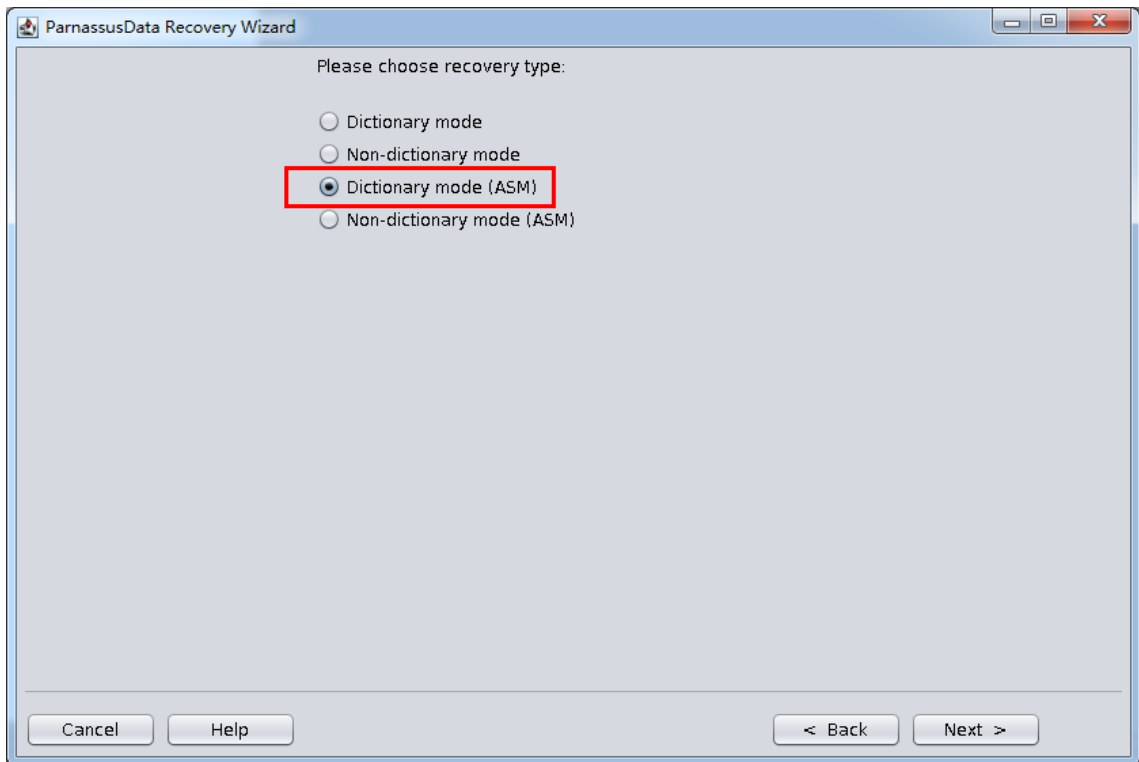 ParnassusData Recovery Wizard
Please choose recovery type:
Dictionary mode
Non-dictionary mode
Dictionary mode (ASM)
Non-dictionary mode (ASM)
Cancel Help < Back Next >